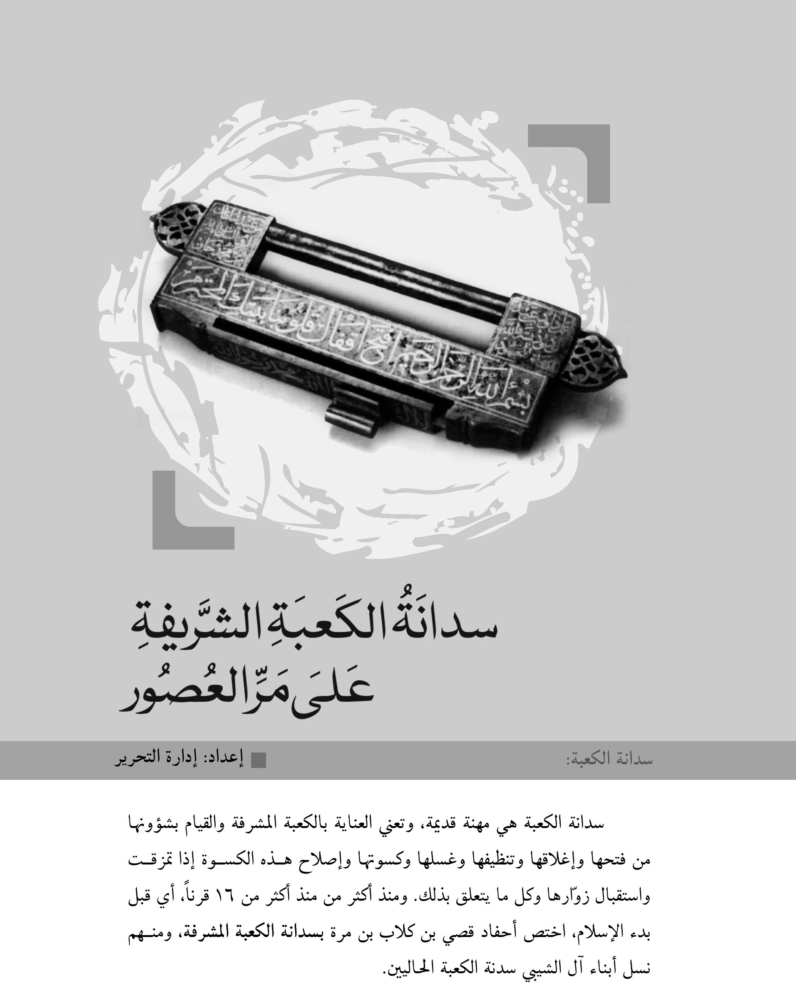 بسم الله الرحمن الرحيم افتح اقفال قلوبنا ببيتك المحترم
سدانَةُ الكَعبَةِ الشَّريفةِ
عَلىَ مَرِّ العُصُور
سدانة الكعبة:
إعداد: إدارة التحرير
سدانة الكعبة هي مهنة قديمة، وتعني العناية بالكعبة المشرفة والقيام بشؤونها
من فتحها وإغلاقها وتنظيفها وغسلها وكسوتها وإصلاح هـذه الكسـوة إذا تمزقـت
واستقبال زوّارها وكل ما يتعلق بذلك. ومنذ أكثر من منذ أكثر من ١٦ قرناً، أي قبل
بدء الإسلام، اختص أحفاد قصي بن كلاب بن مرة بسدانة الكعبة المشرفة، ومنـهم
نسل أبناء آل الشيبي سدنة الكعبة الحاليين.